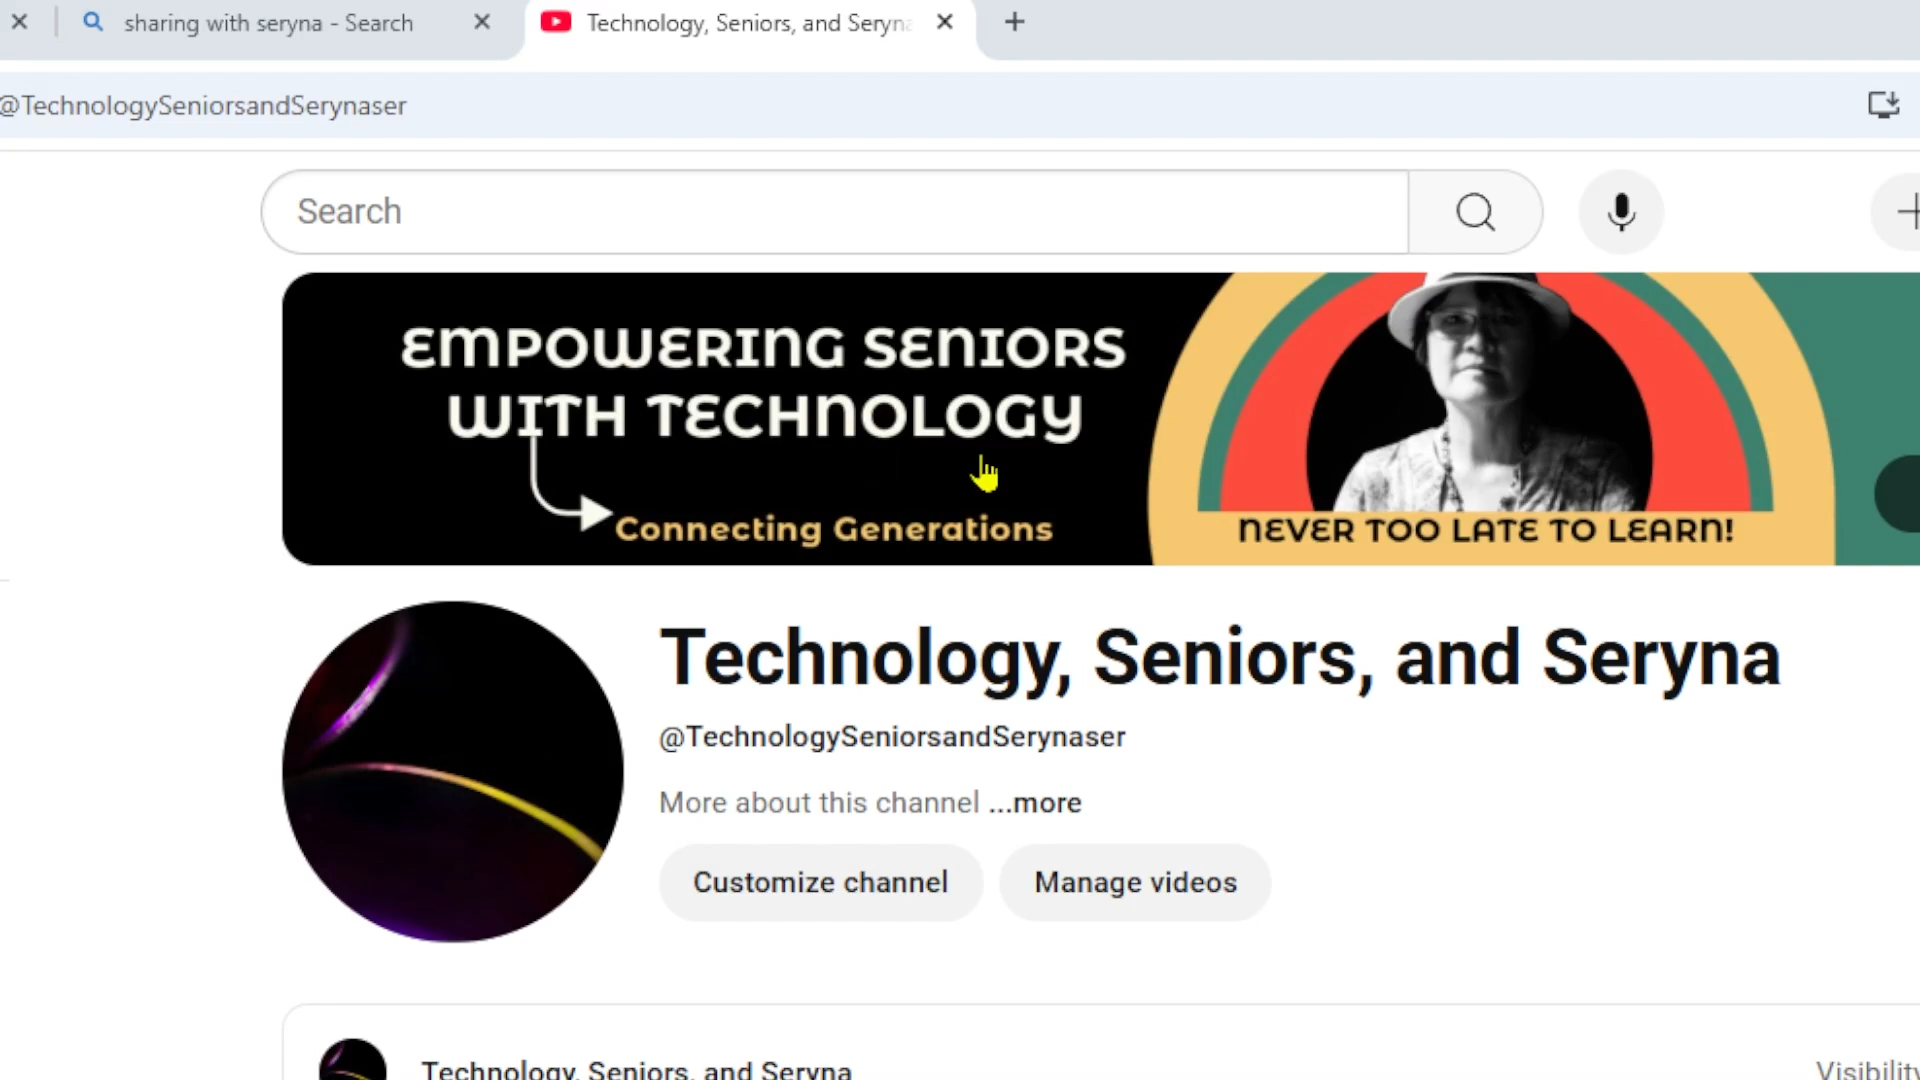 sharing with seryna - Search
Technology, Seniors, and Seryna
@TechnologySeniorsandSerynaser
Search
EMPOWERING SENIORS
WITH TECHNOLOGY
Connecting Generations
NEVER TOO LATE TO LEARN!
Technology, Seniors, and Seryna
@TechnologySeniorsandSerynaser
More about this channel ...more
Customize channel
Manage videos
Technology, Seniors, and Seryna
Visibility